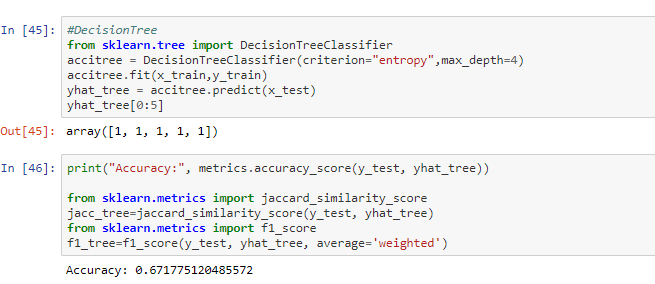 In [45]: #DecisionTree
from sklearn.tree import DecisionTreeClassifier
accitree = DecisionTreeClassifier(criterion="entropy",max_depth=4)
accitree.fit(x_train,y_train)
yhat_tree = accitree.predict(x_test)
yhat_tree[0:5]
Out[45]: array([1, 1, 1, 1, 1])
In [46]: print("Accuracy:", metrics.accuracy_score(y_test, yhat_tree))
from sklearn.metrics import jaccard_similarity_score
jacc_tree=jaccard_similarity_score(y_test, yhat_tree)
from sklearn.metrics import f1_score
f1_tree=f1_score(y_test, yhat_tree, average='weighted')
Accuracy: 0.671775120485572